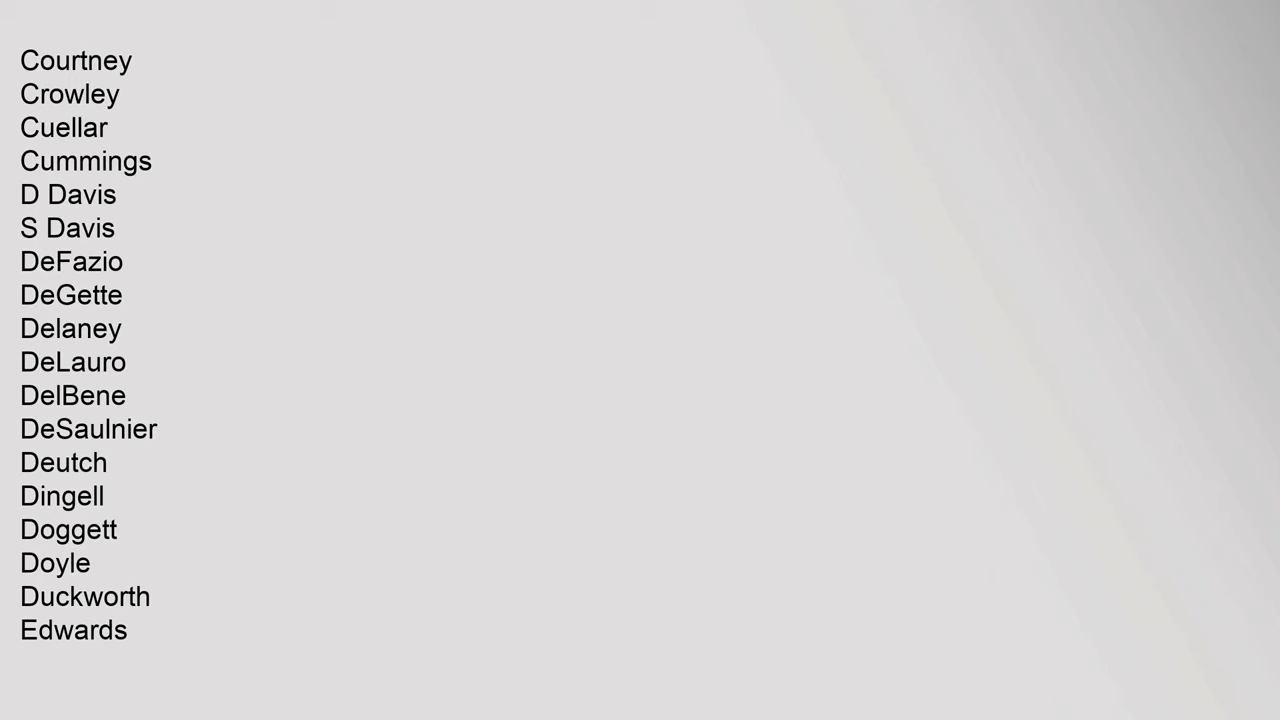 Courtney
Crowley
Cuellar
Cummings
D Davis
S Davis
DeFazio
DeGette
Delaney
DeLauro
DelBene
DeSaulnier
Deutch
Dingell
Doggett
Doyle
Duckworth
Edwards